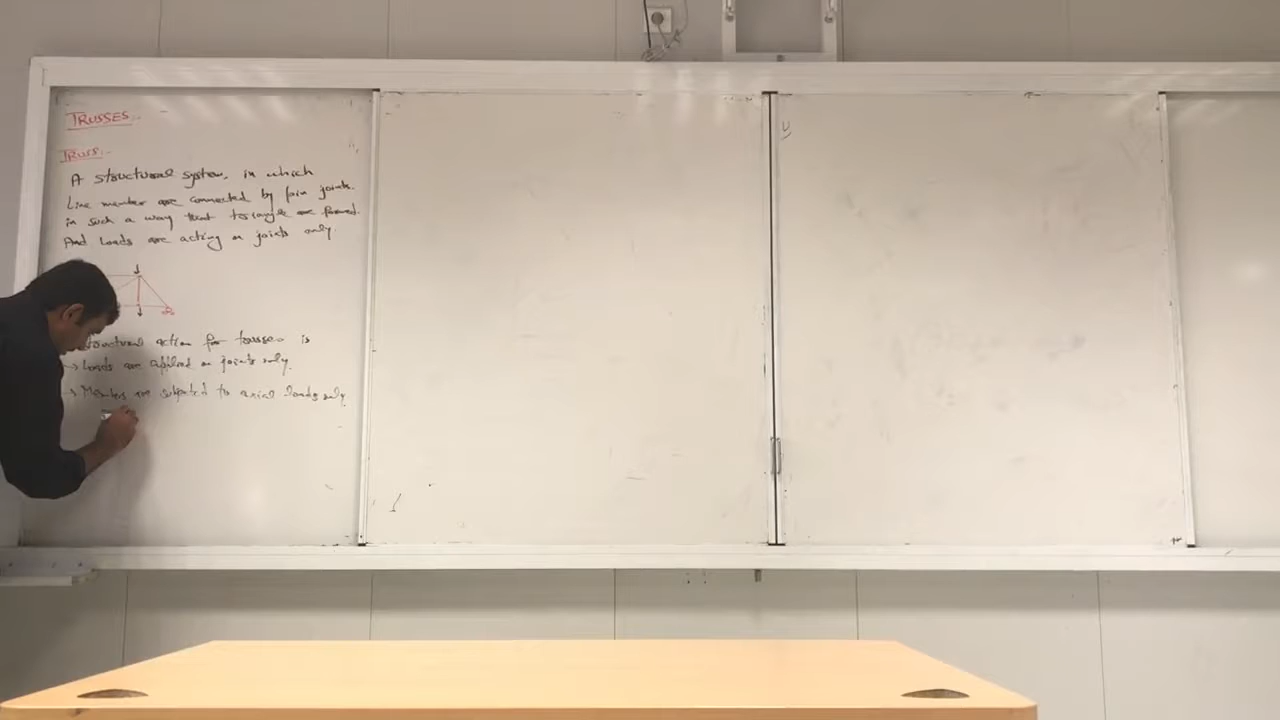 TRUSSES:-
TRUSS:-
A structural system, in which
Line member are connected by pin joints.
in such a way that triangle are formed.
And Loads are acting on joints only.
structural action for trusses is
→ Loads are applied on joints only.
→ Members are subjected to axial loads only.